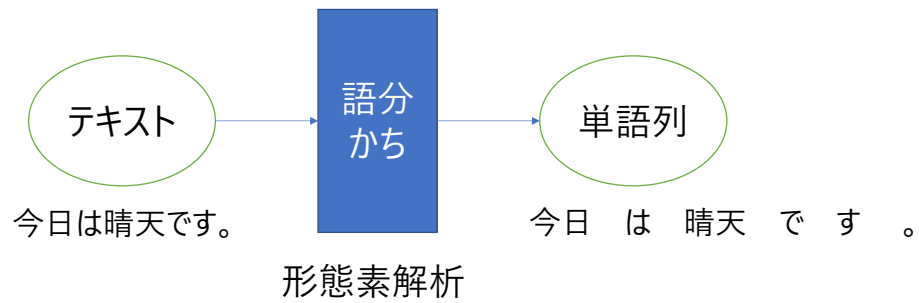 テキスト
語分
かち
単語列
今日は晴天です。
今日 は 晴天 で す 。
形態素解析